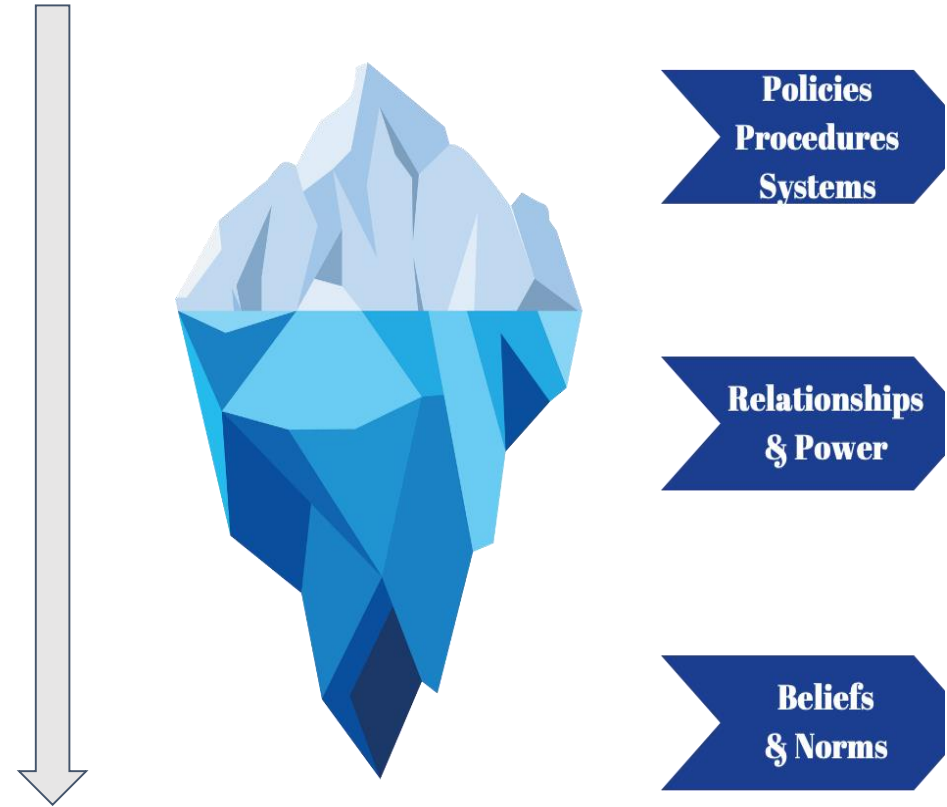 Policies
Procedures
Systems
Relationships
& Power
Beliefs
& Norms